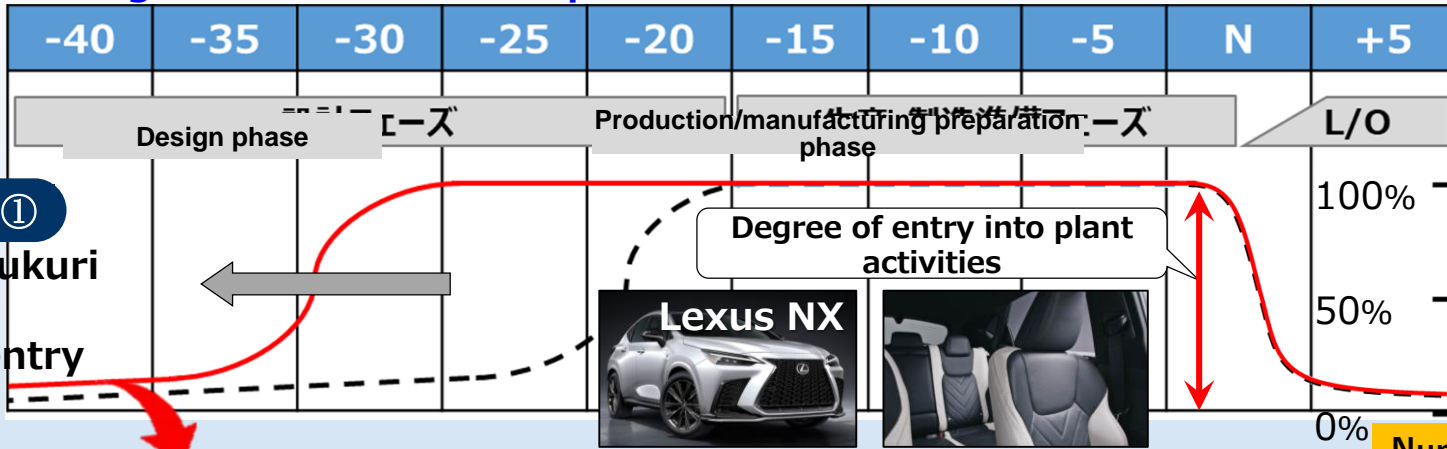 -40 -35 -30 -25 -20 -15 -10 -5 N +5
ェーズ
ーズ
Design phase
Production/manufacturing preparation
phase
L/O
①
ukuri
entry
100%
Degree of entry into plant
activities
50%
Lexus NX
0%